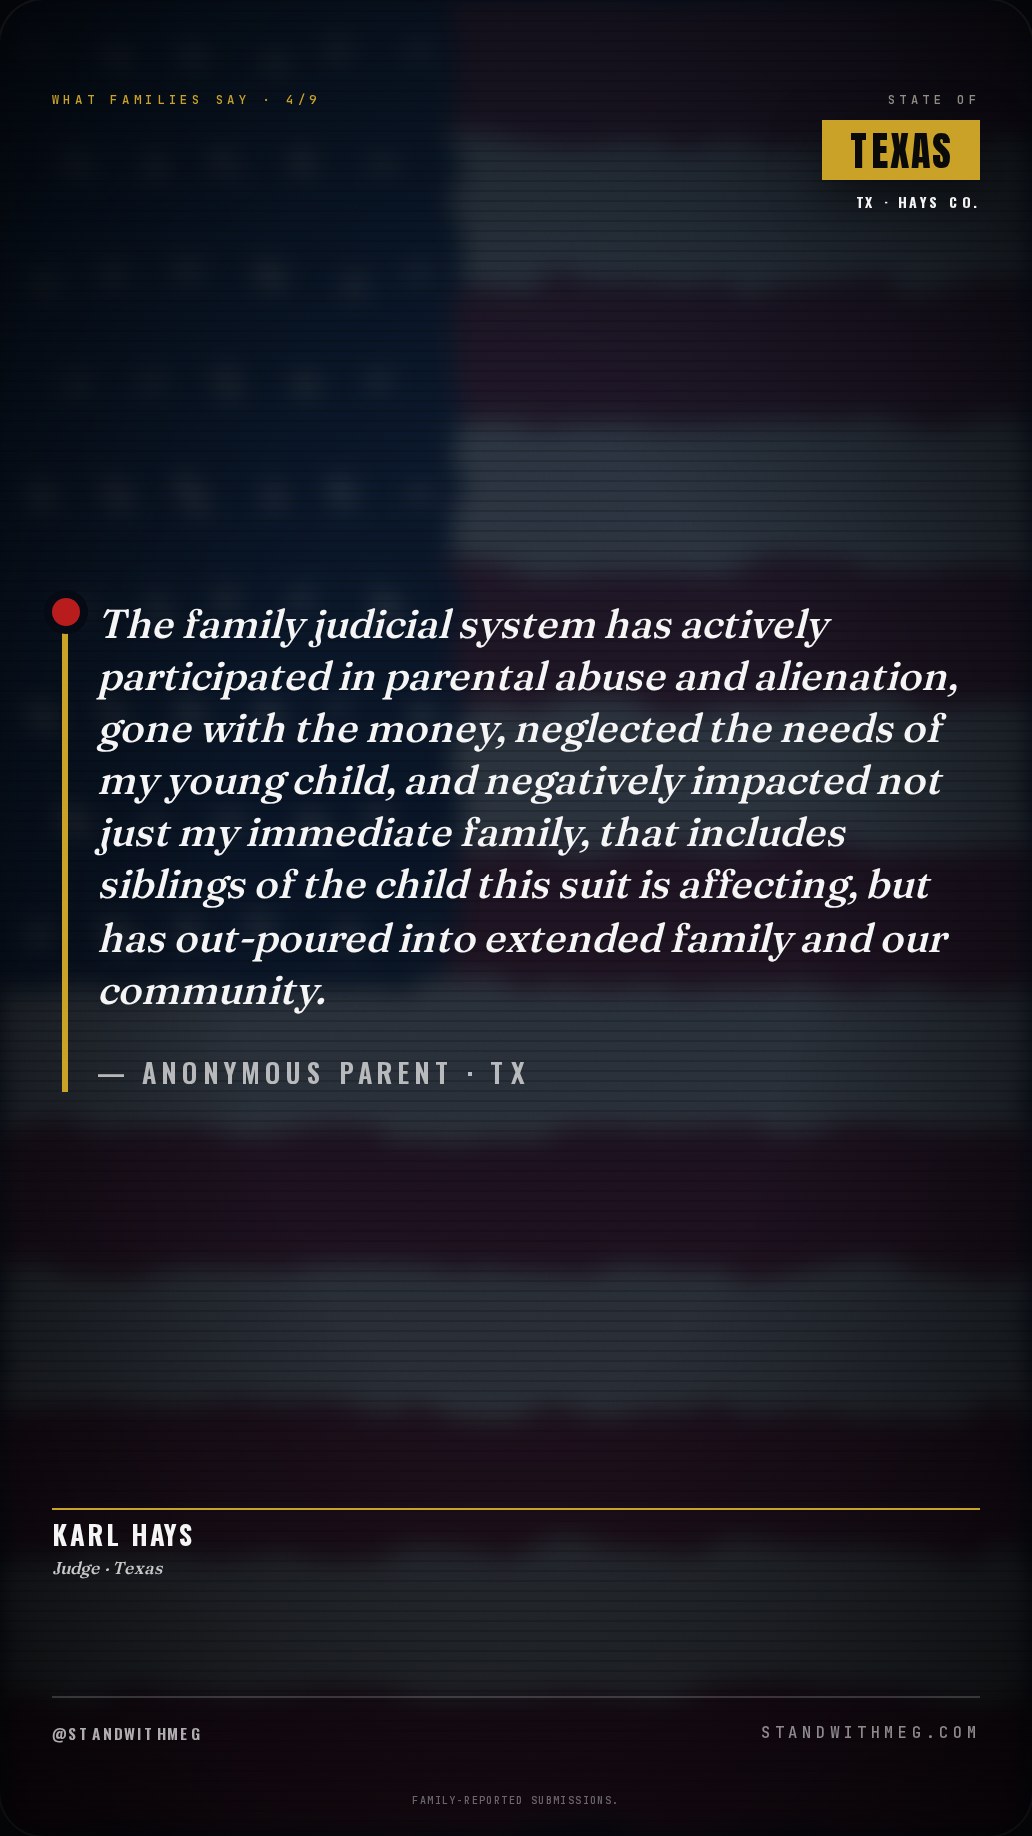 WHAT FAMILIES SAY · 4/9
STATE OF
TEXAS
TX · HAYS CO.
The family judicial system has actively
participated in parental abuse and alienation,
gone with the money, neglected the needs of
my young child, and negatively impacted not
just my immediate family, that includes
siblings of the child this suit is affecting, but
has out-poured into extended family and our
community.
— ANONYMOUS PARENT · TX
KARL HAYS
Judge · Texas
@STANDWITHMEG
STANDWITHMEG.COM
FAMILY-REPORTED SUBMISSIONS.